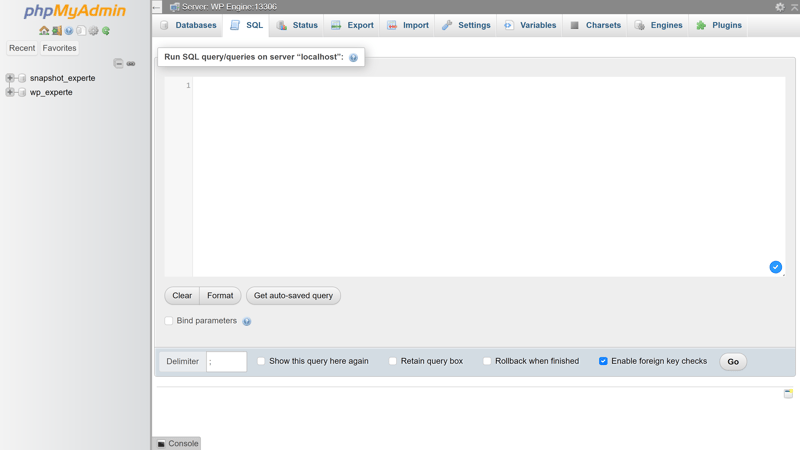 phpMyAdmin
Recent Favorites
snapshot_experte
wp_experte
Server: WP Engine:13306
Databases SQL Status Export Import Settings Variables Charsets Engines Plugins
Run SQL query/queries on server “localhost”:
1
Clear Format Get auto-saved query
Bind parameters
Delimiter ; Show this query here again Retain query box Rollback when finished Enable foreign key checks Go
Console